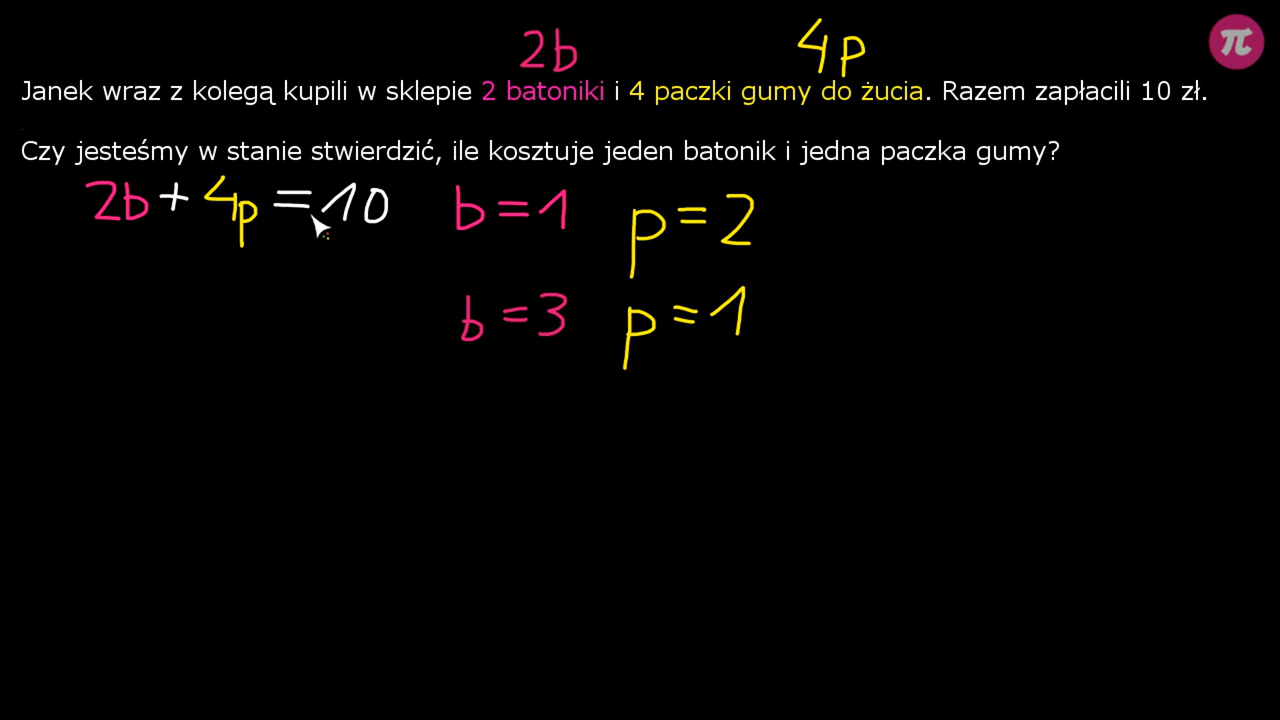 2b 4p
π
Janek wraz z kolegą kupili w sklepie 2 batoniki i 4 paczki gumy do żucia. Razem zapłacili 10 zł.
Czy jesteśmy w stanie stwierdzić, ile kosztuje jeden batonik i jedna paczka gumy?
2b + 4p = 10 b = 1 p = 2
b = 3 p = 1